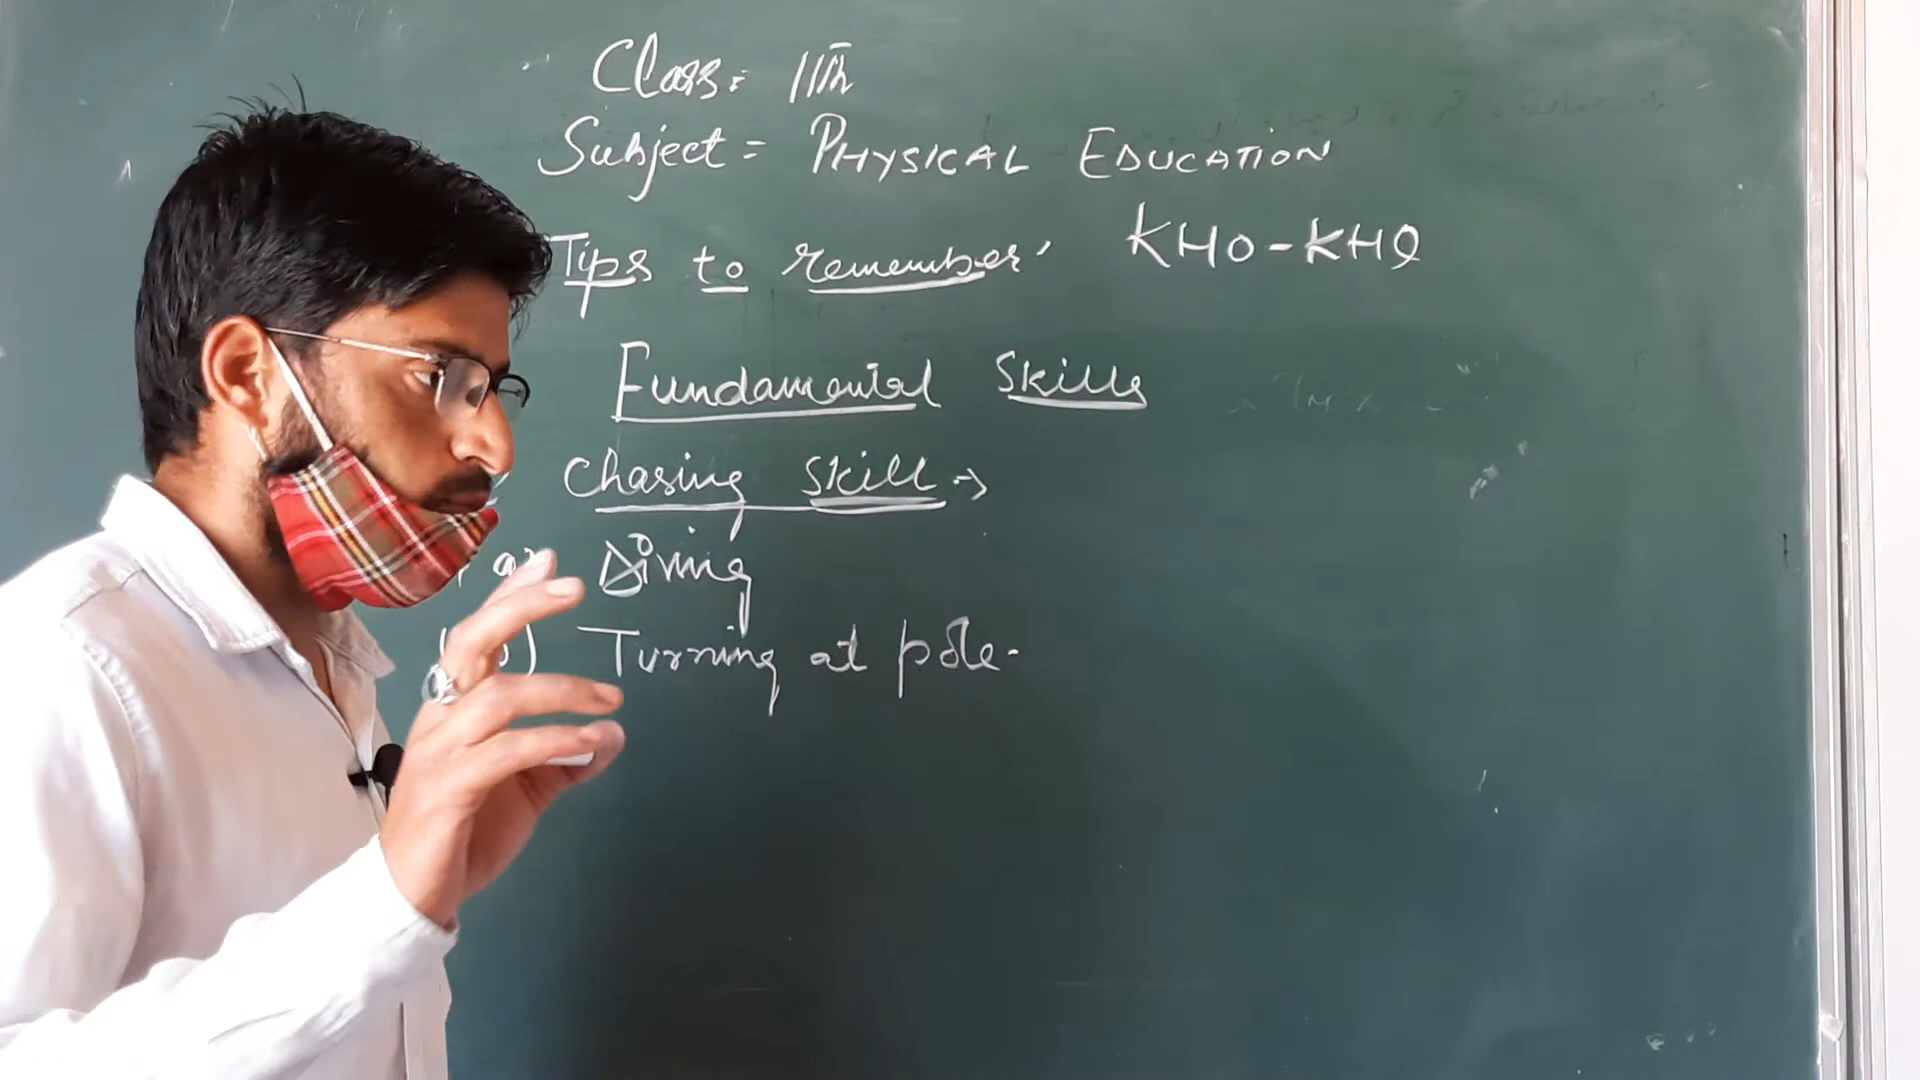 Class: 11th
Subject = PHYSICAL EDUCATION
Tips to remember' KHO-KHO
Fundamental Skills
Chasing Skill →
Diving
(b) Turning at pole.